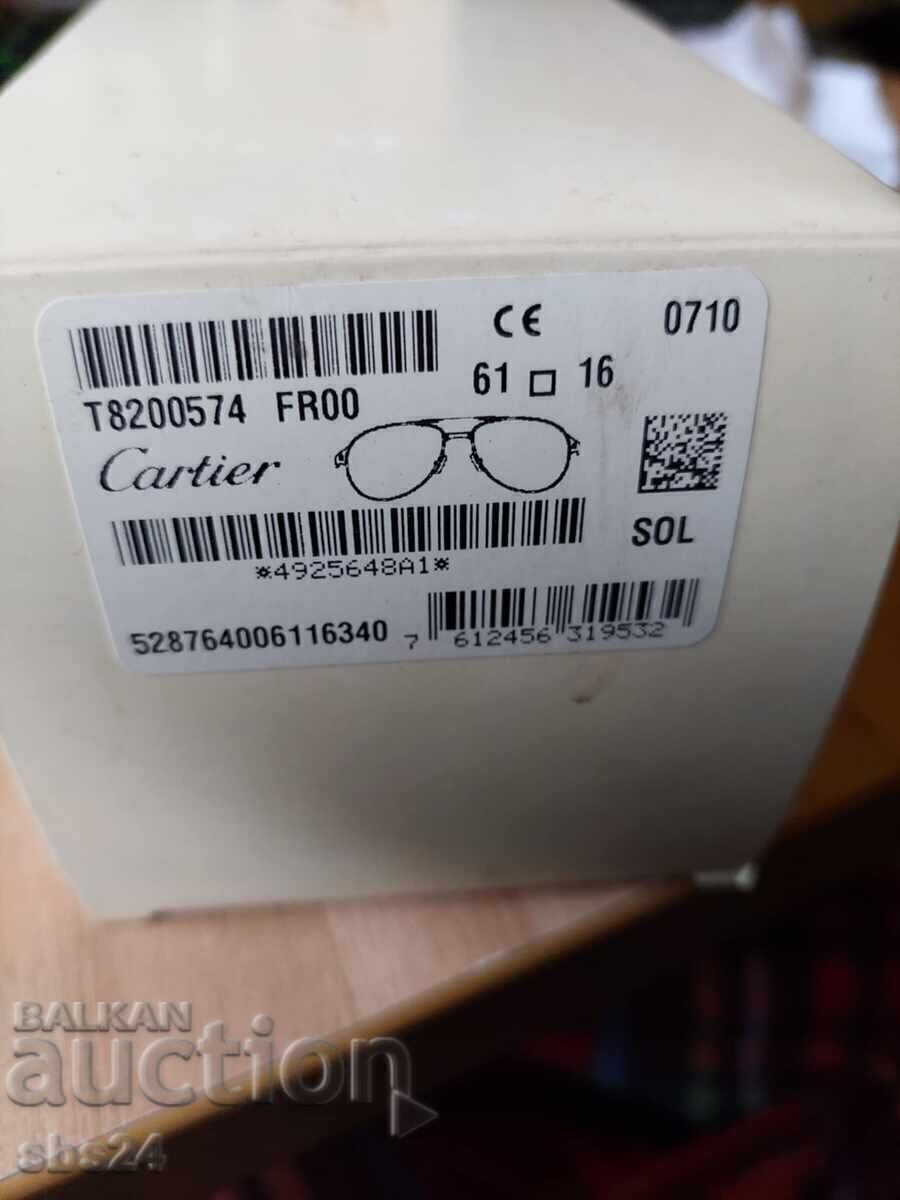 CE 0710
61 □ 16
T8200574 FR00
Cartier
SOL
*4925648A1*
528764006116340 7 612456 319532
BALKAN
auction
sbs24